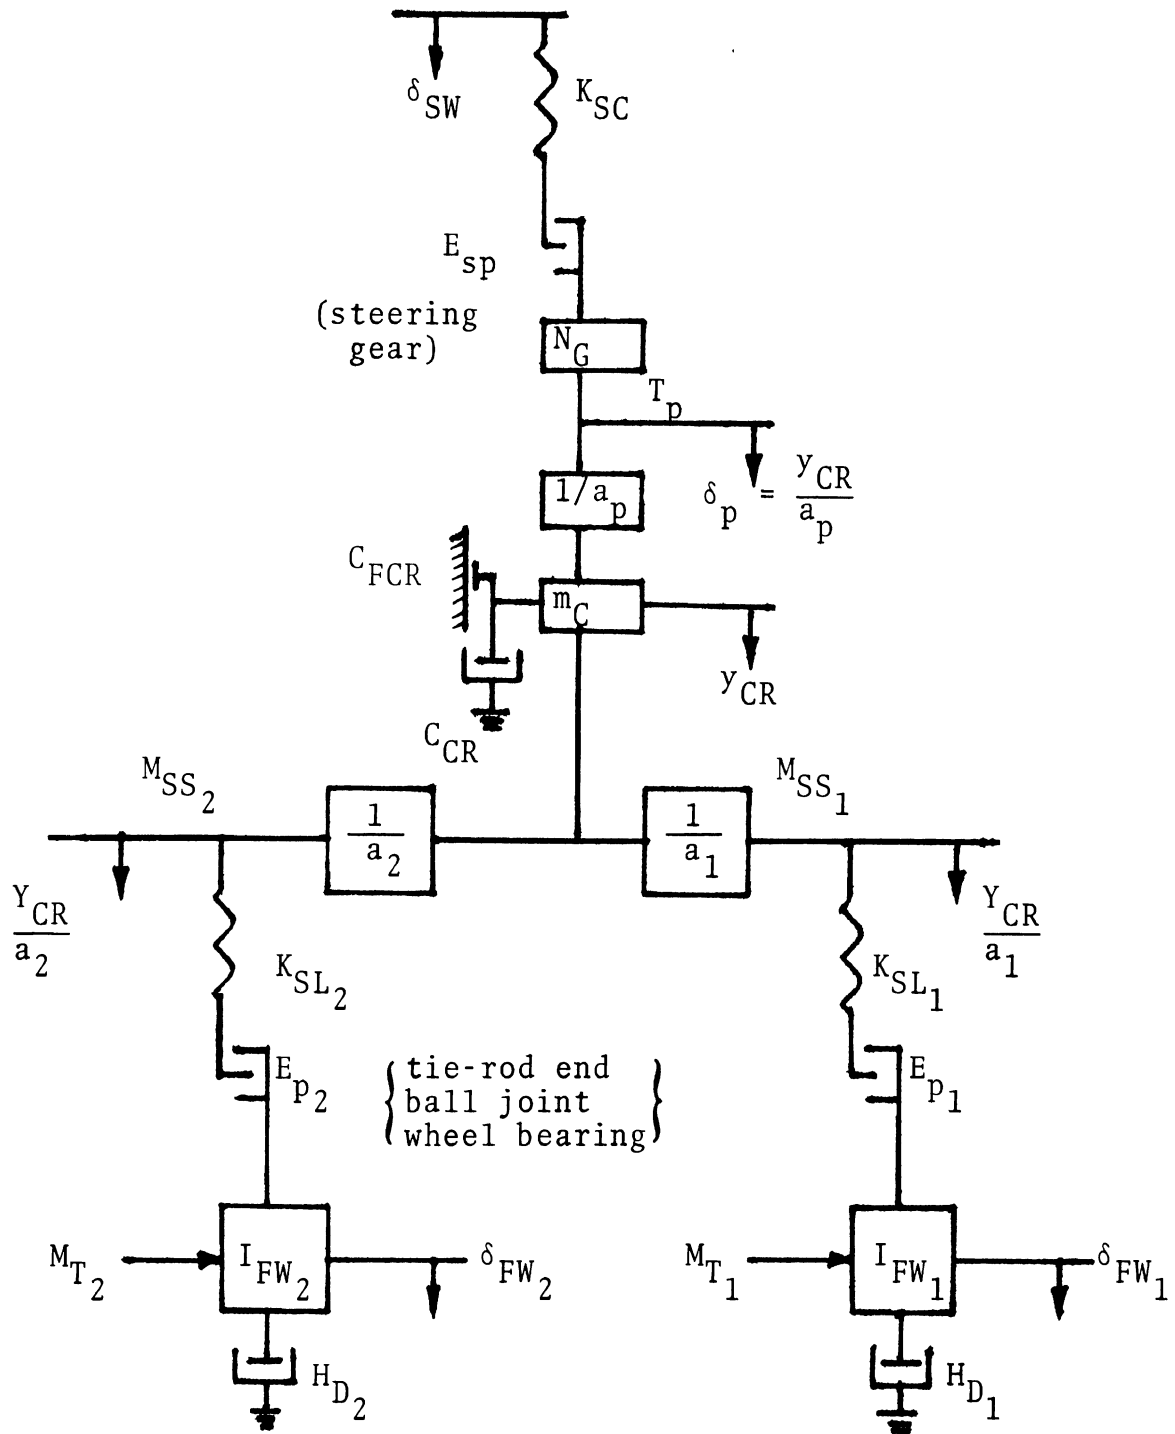 δSW
KSC
Esp
(steering
gear)
NG
Tp
1/ap
δp = yCR/ap
CFCR
mC
yCR
CCR
MSS2
MSS1
1/a2
1/a1
YCR/a2
YCR/a1
KSL2
KSL1
Ep2
tie-rod end
ball joint
wheel bearing
Ep1
MT2
IFW2
δFW2
MT1
IFW1
δFW1
HD2
HD1